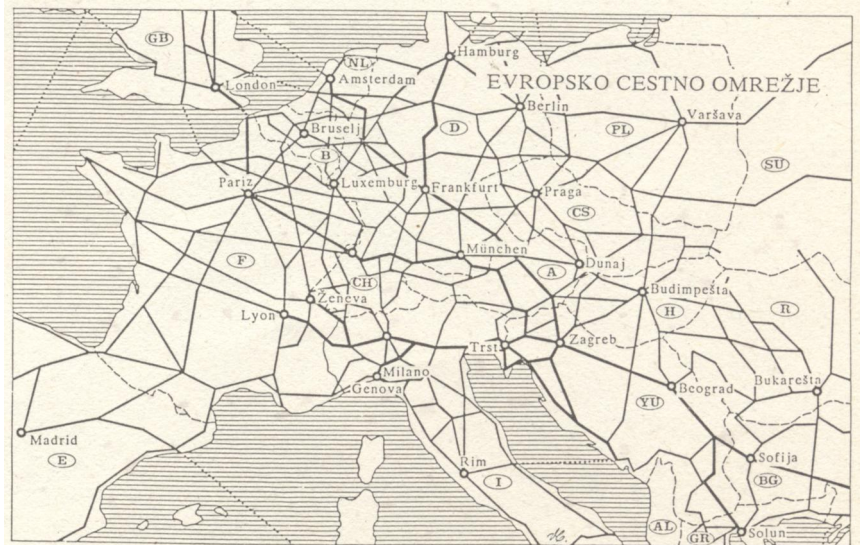 GB
NL
Hamburg
London
Amsterdam
EVROPSKO CESTNO OMREŽJE
Berlin
Bruselj
D
PL
Varšava
B
SU
Pariz
Luxemburg
Frankfurt
Praga
CS
München
F
A
Dunaj
CH
Ženeva
Budimpešta
Lyon
H
R
Trst
Zagreb
Milano
Genova
Beograd
Bukarešta
YU
Madrid
E
Rim
Sofija
I
BG
AL
GR
Solun